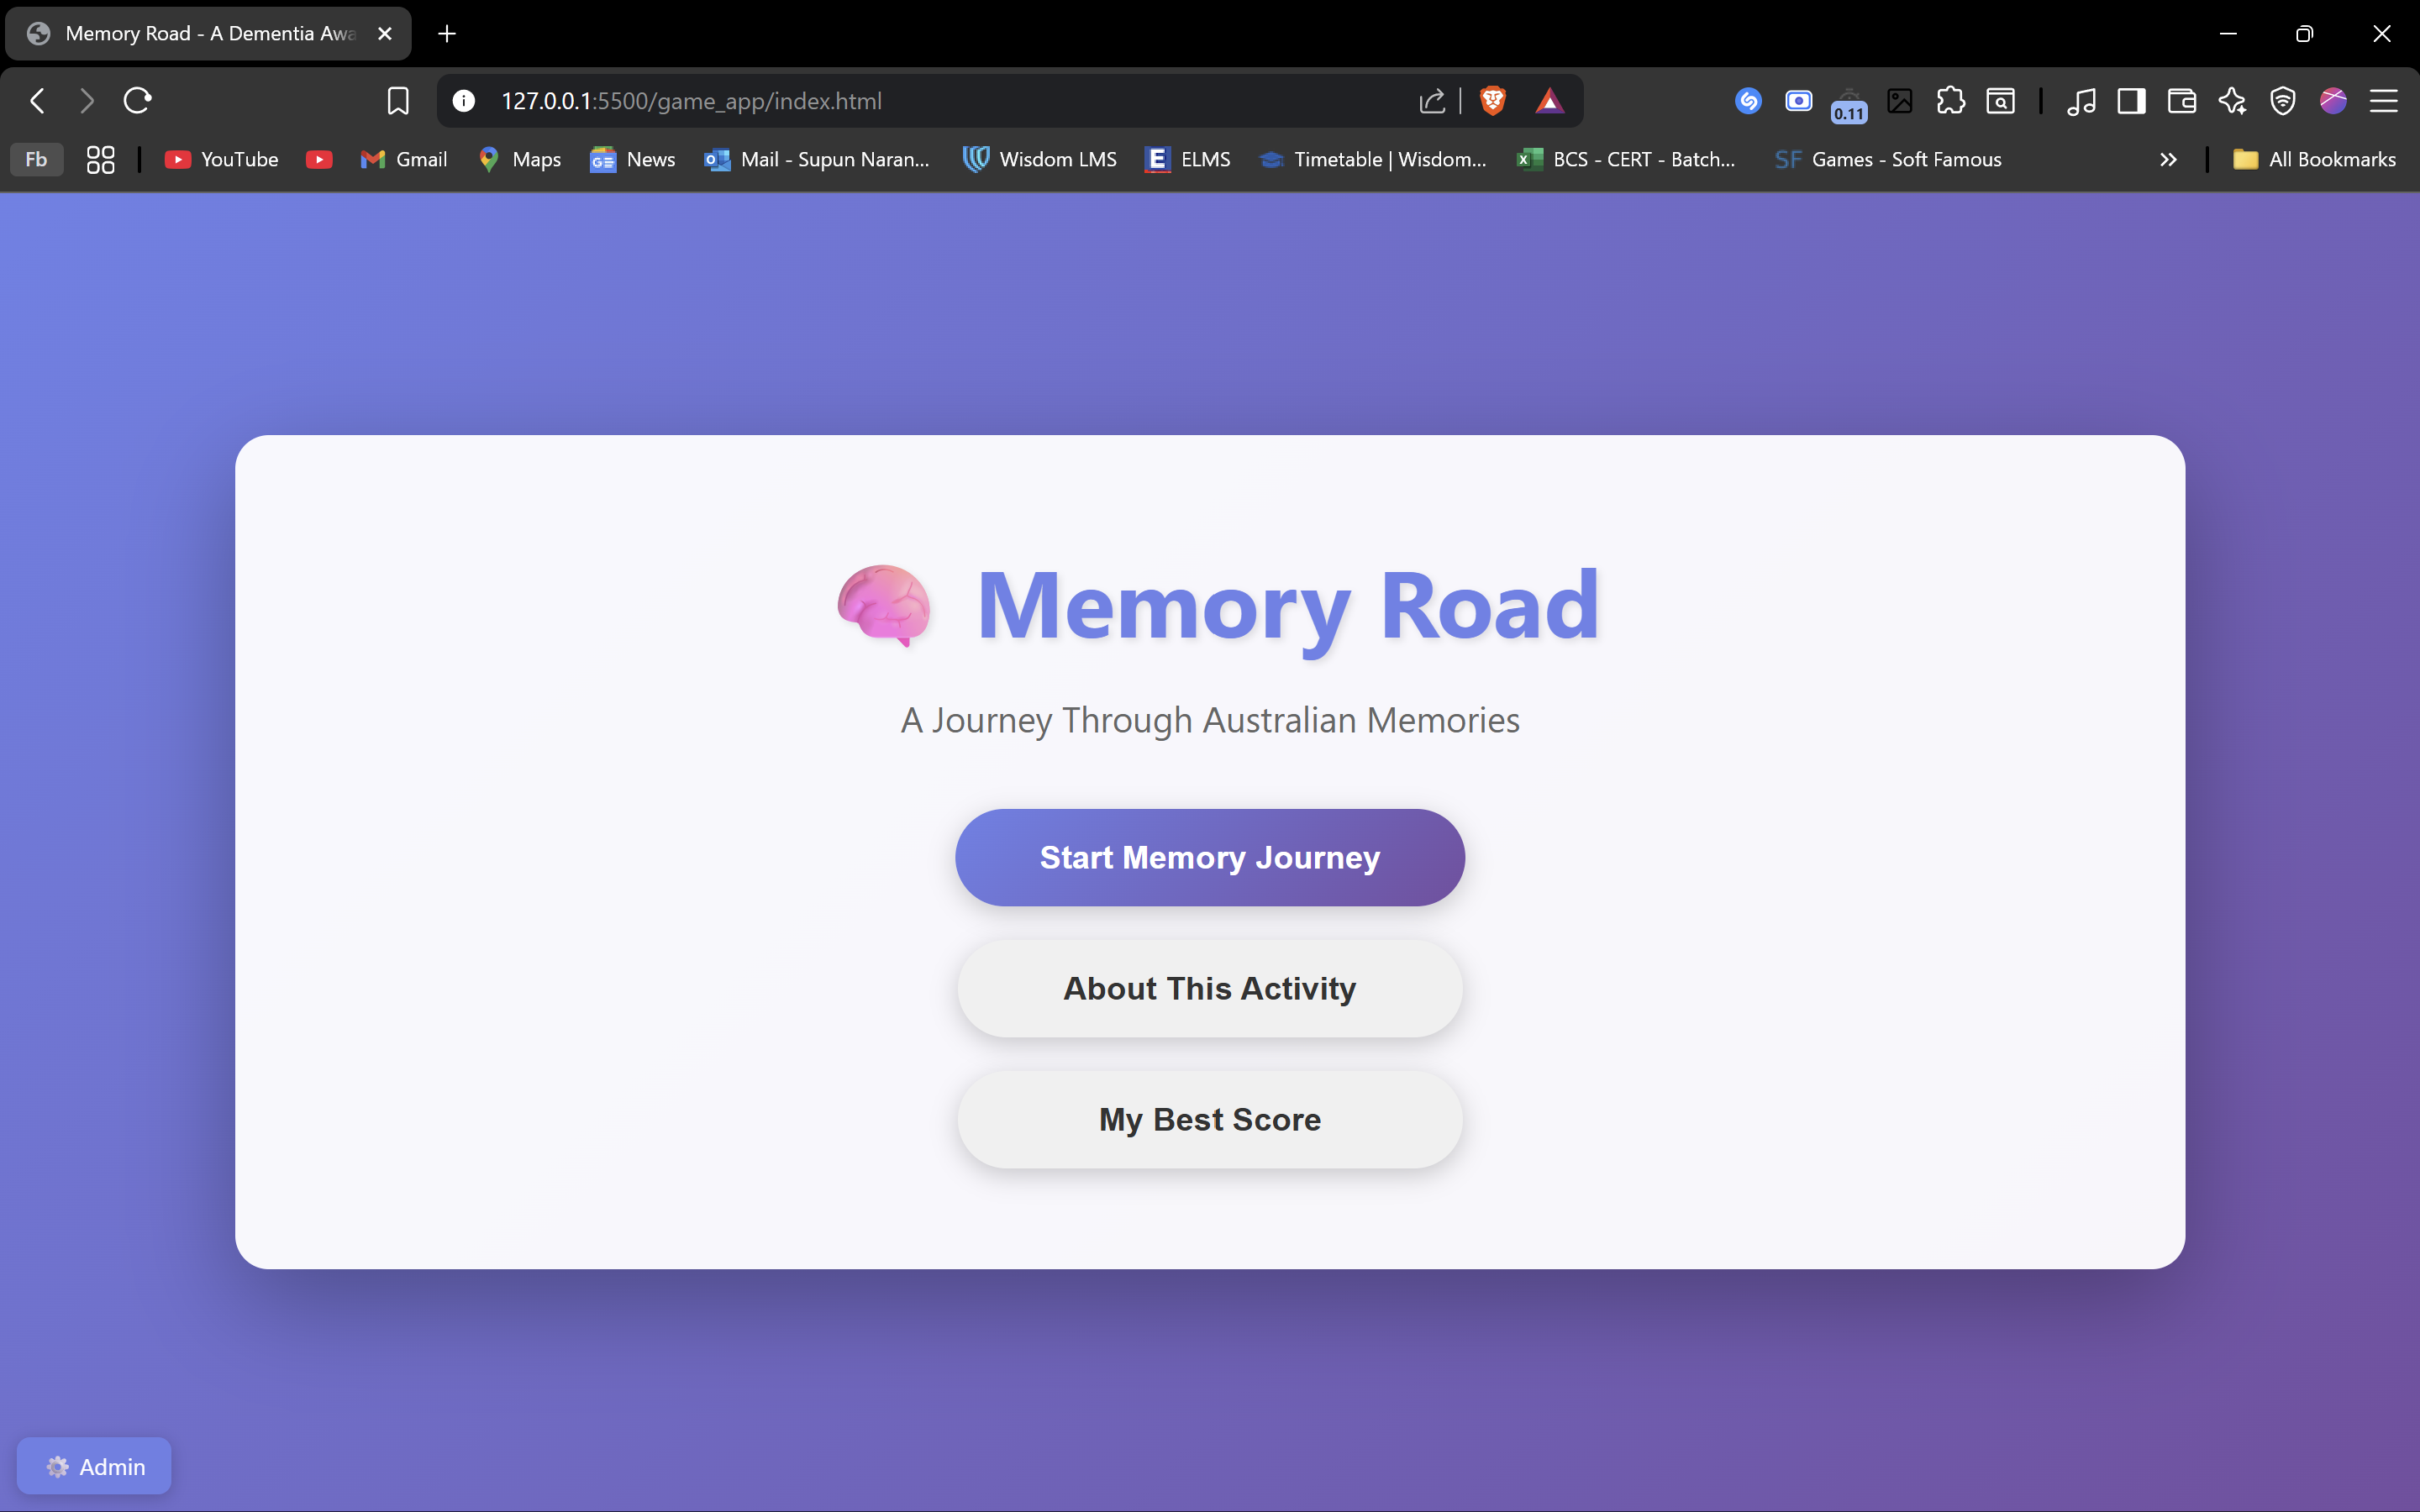 Memory Road - A Dementia Awa
127.0.0.1:5500/game_app/index.html
0.11
Fb
YouTube
Gmail
Maps
News
Mail - Supun Naran...
Wisdom LMS
E
ELMS
Timetable | Wisdom...
BCS - CERT - Batch...
SF
Games - Soft Famous
All Bookmarks
Memory Road
A Journey Through Australian Memories
Start Memory Journey
About This Activity
My Best Score
Admin